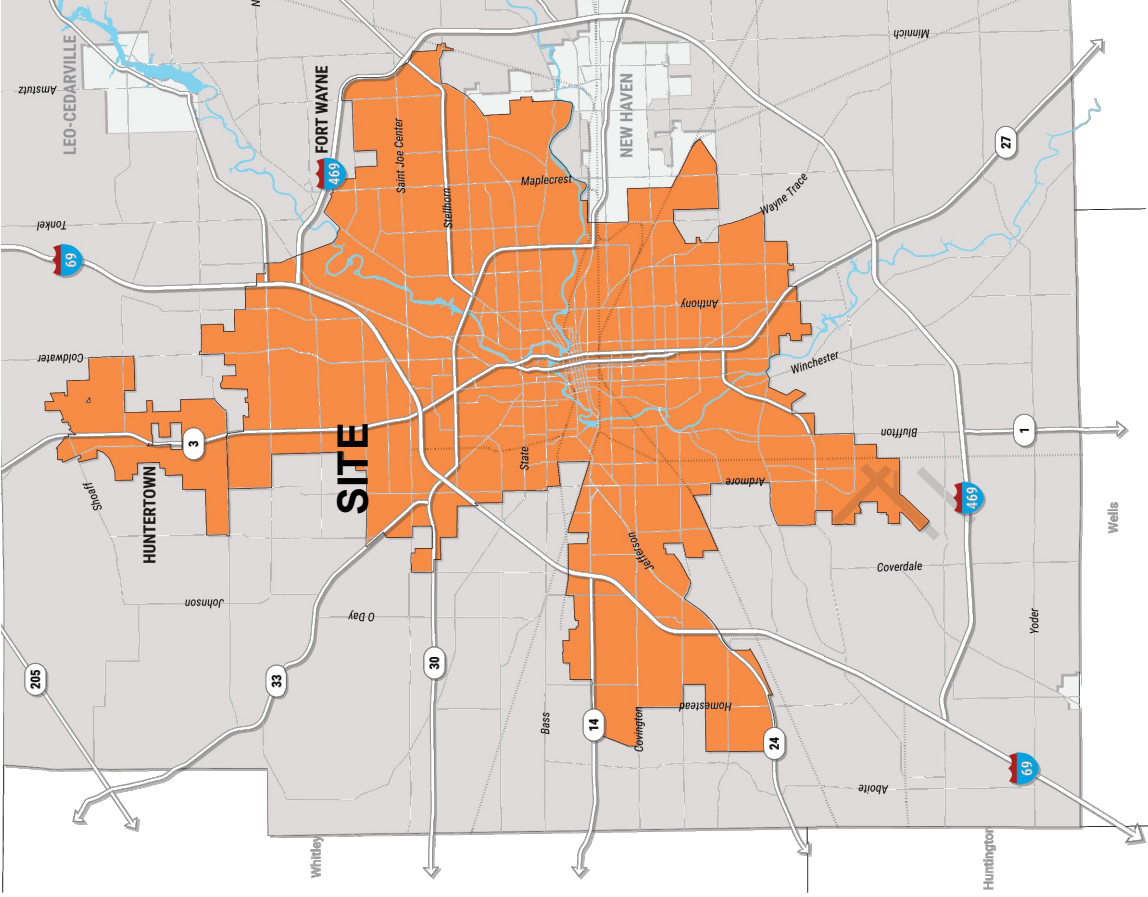 LEO-CEDARVILLE
Amstutz
N
FORT WAYNE
469
Saint Joe Center
Stellhorn
Maplecrest
NEW HAVEN
Minnich
27
Wayne Trace
Tonkel
69
Coldwater
Anthony
Winchester
3
SITE
State
Ardmore
Bluffton
1
Shoaff
HUNTERTOWN
Johnson
O Day
Jefferson
Coverdale
469
Wells
Yoder
205
33
30
Bass
14
Covington
Homestead
24
Aboite
69
Whitley
Huntington